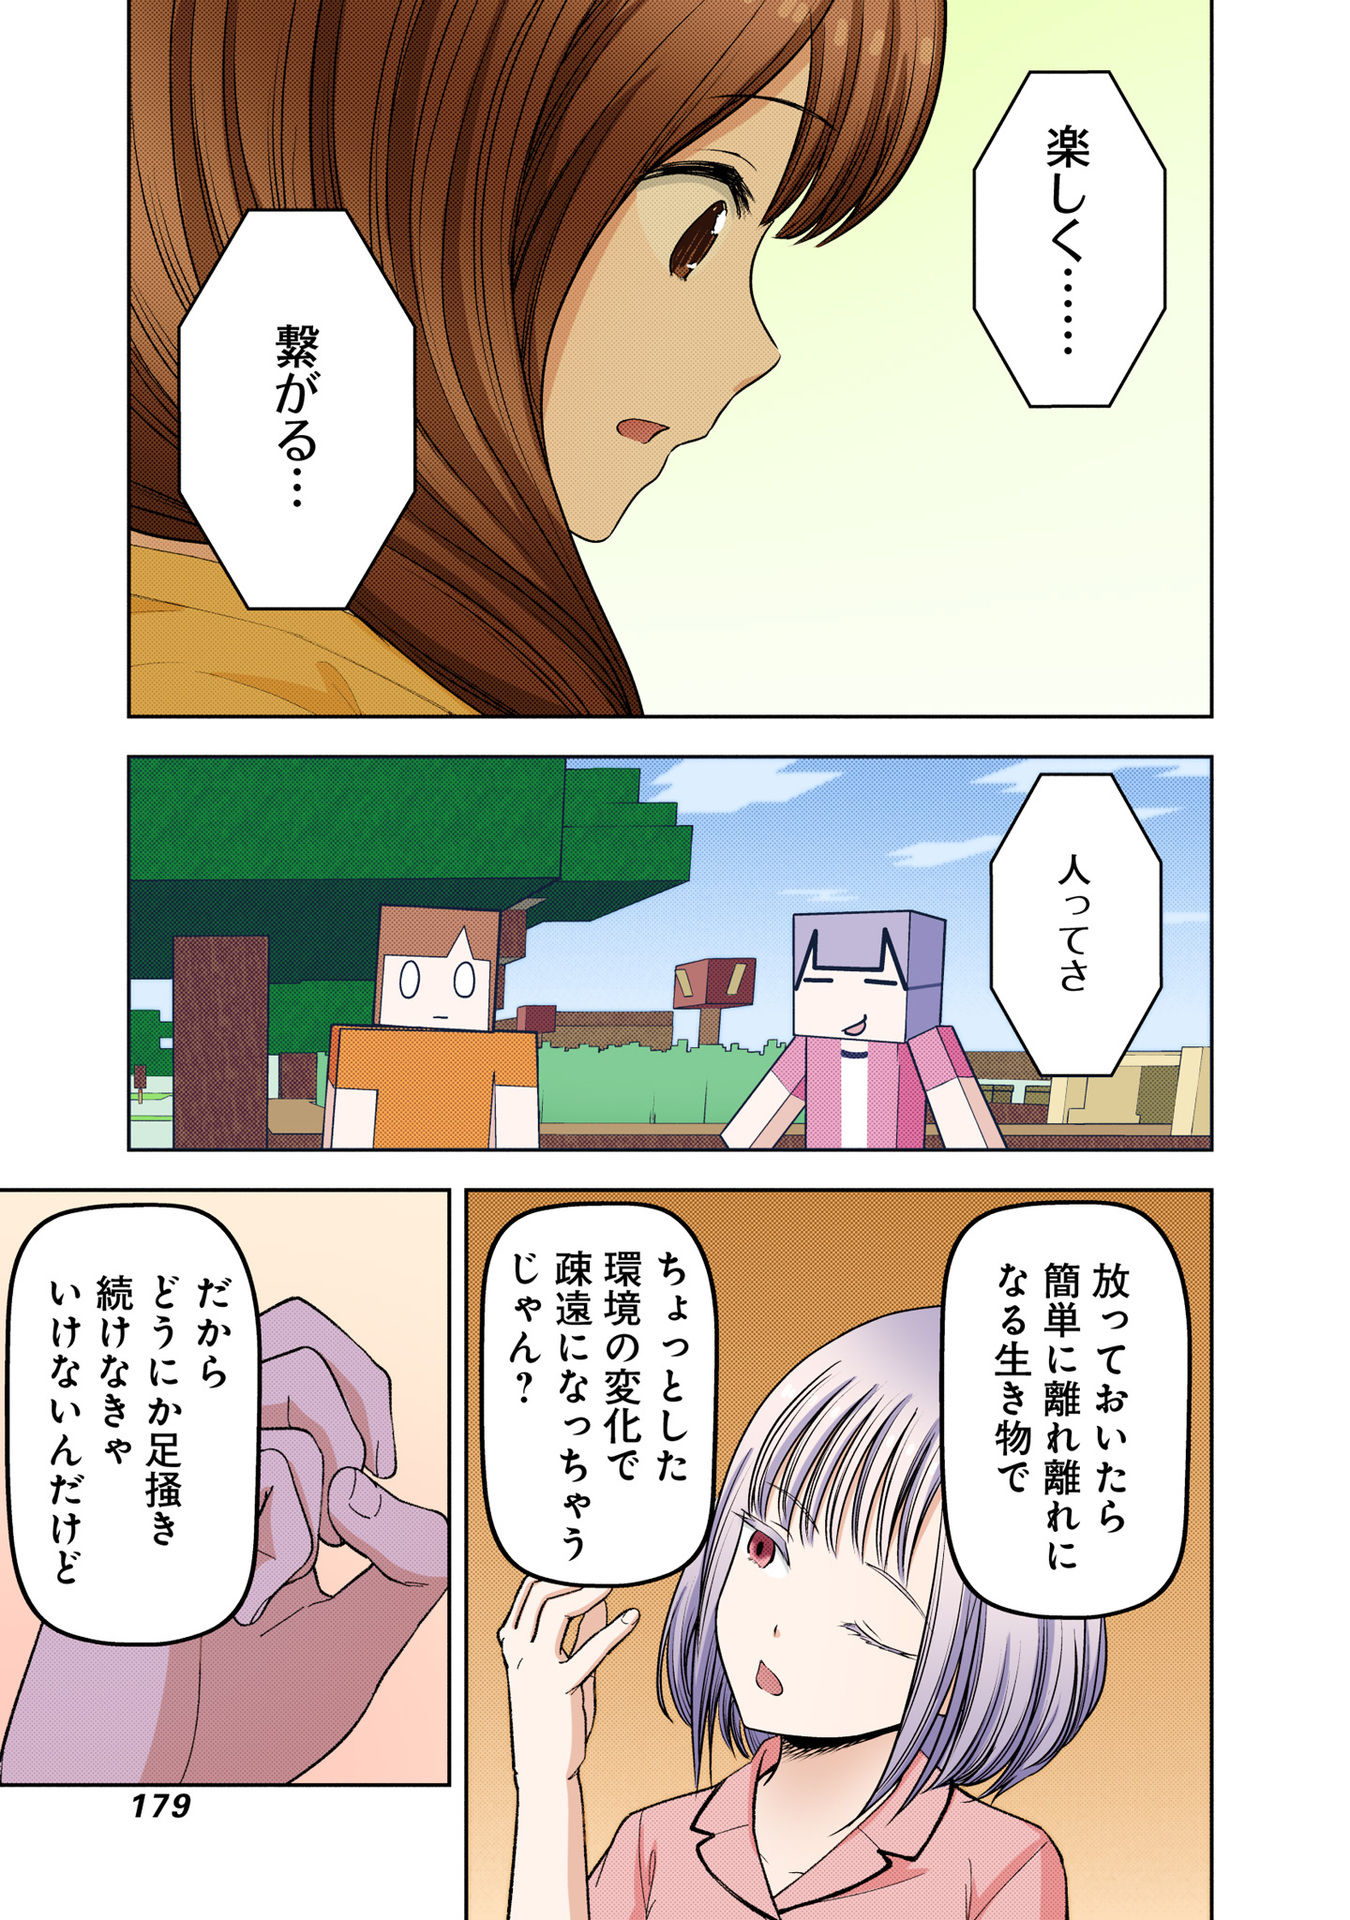 楽しく……
繋がる…
人ってさ
放っておいたら
簡単に離れ離れに
なる生き物で
ちょっとした
環境の変化で
疎遠になっちゃう
じゃん？
だから
どうにか足掻き
続けなきゃ
いけないんだけど
179